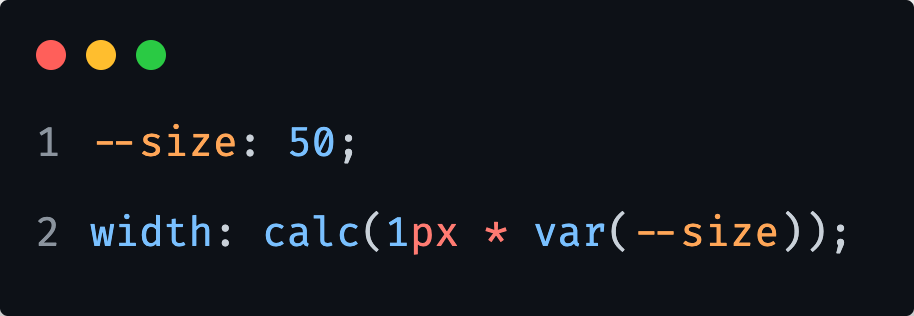 1 --size: 50;
2 width: calc(1px * var(--size));